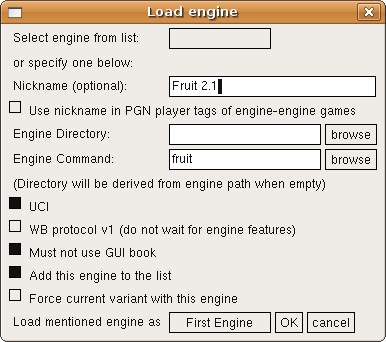 Load engine
Select engine from list:
or specify one below:
Nickname (optional): Fruit 2.1
Use nickname in PGN player tags of engine-engine games
Engine Directory: browse
Engine Command: fruit browse
(Directory will be derived from engine path when empty)
UCI
WB protocol v1 (do not wait for engine features)
Must not use GUI book
Add this engine to the list
Force current variant with this engine
Load mentioned engine as First Engine OK cancel